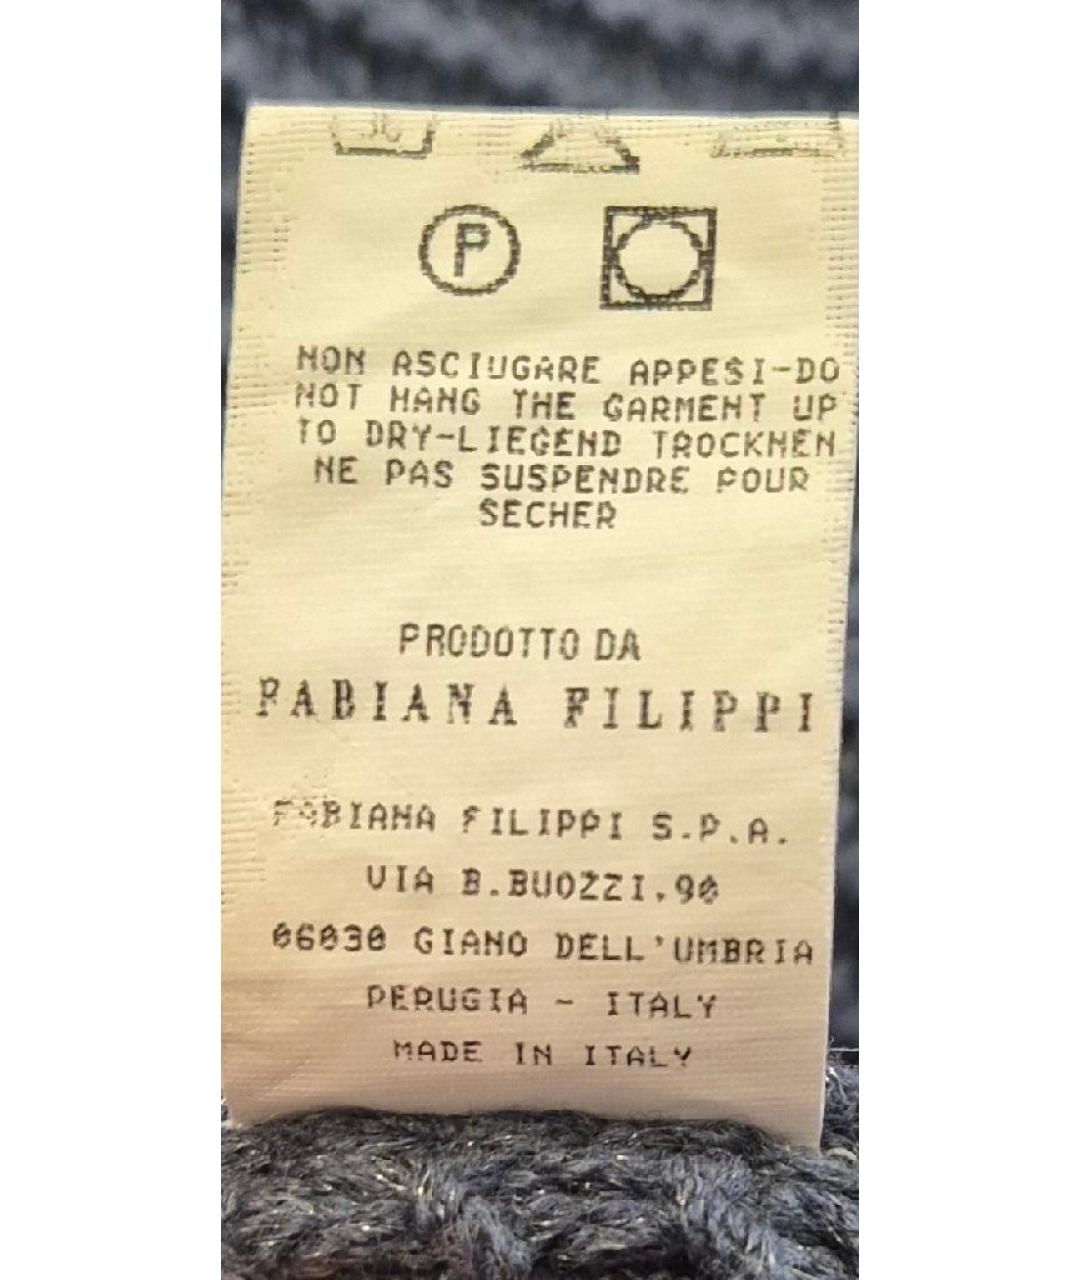 P
NON ASCIUGARE APPESI-DO
NOT HANG THE GARMENT UP
TO DRY-LIEGEND TROCKNEN
NE PAS SUSPENDRE POUR
SECHER
PRODOTTO DA
FABIANA FILIPPI
FABIANA FILIPPI S.P.A.
VIA B.BUOZZI,90
06030 GIANO DELL'UMBRIA
PERUGIA - ITALY
MADE IN ITALY